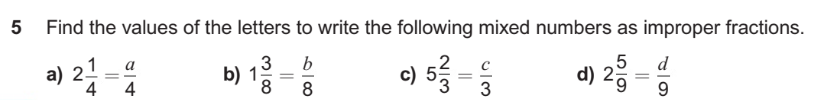 5 Find the values of the letters to write the following mixed numbers as improper fractions.
a) 2 1/4 = a/4 b) 1 3/8 = b/8 c) 5 2/3 = c/3 d) 2 5/9 = d/9